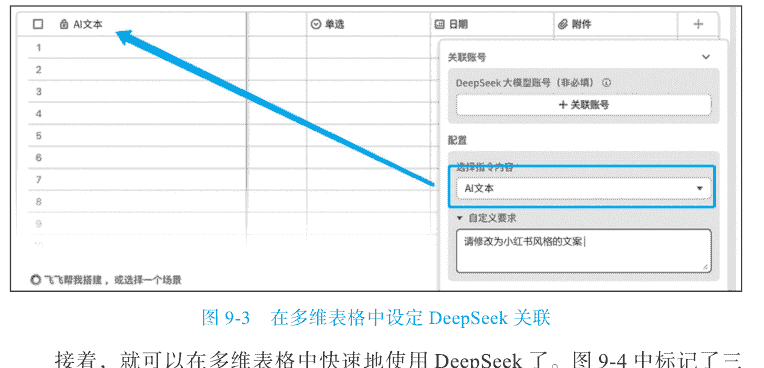 AI文本
单选
日期
附件
1
2
3
4
5
6
7
8
9
关联账号
DeepSeek 大模型账号（非必填）
+ 关联账号
配置
选择指令内容
AI文本
自定义要求
请修改为小红书风格的文案
飞飞帮我搭建，或选择一个场景
图 9-3 在多维表格中设定 DeepSeek 关联
接着，就可以在多维表格中快速地使用 DeepSeek 了。图 9-4 中标记了三